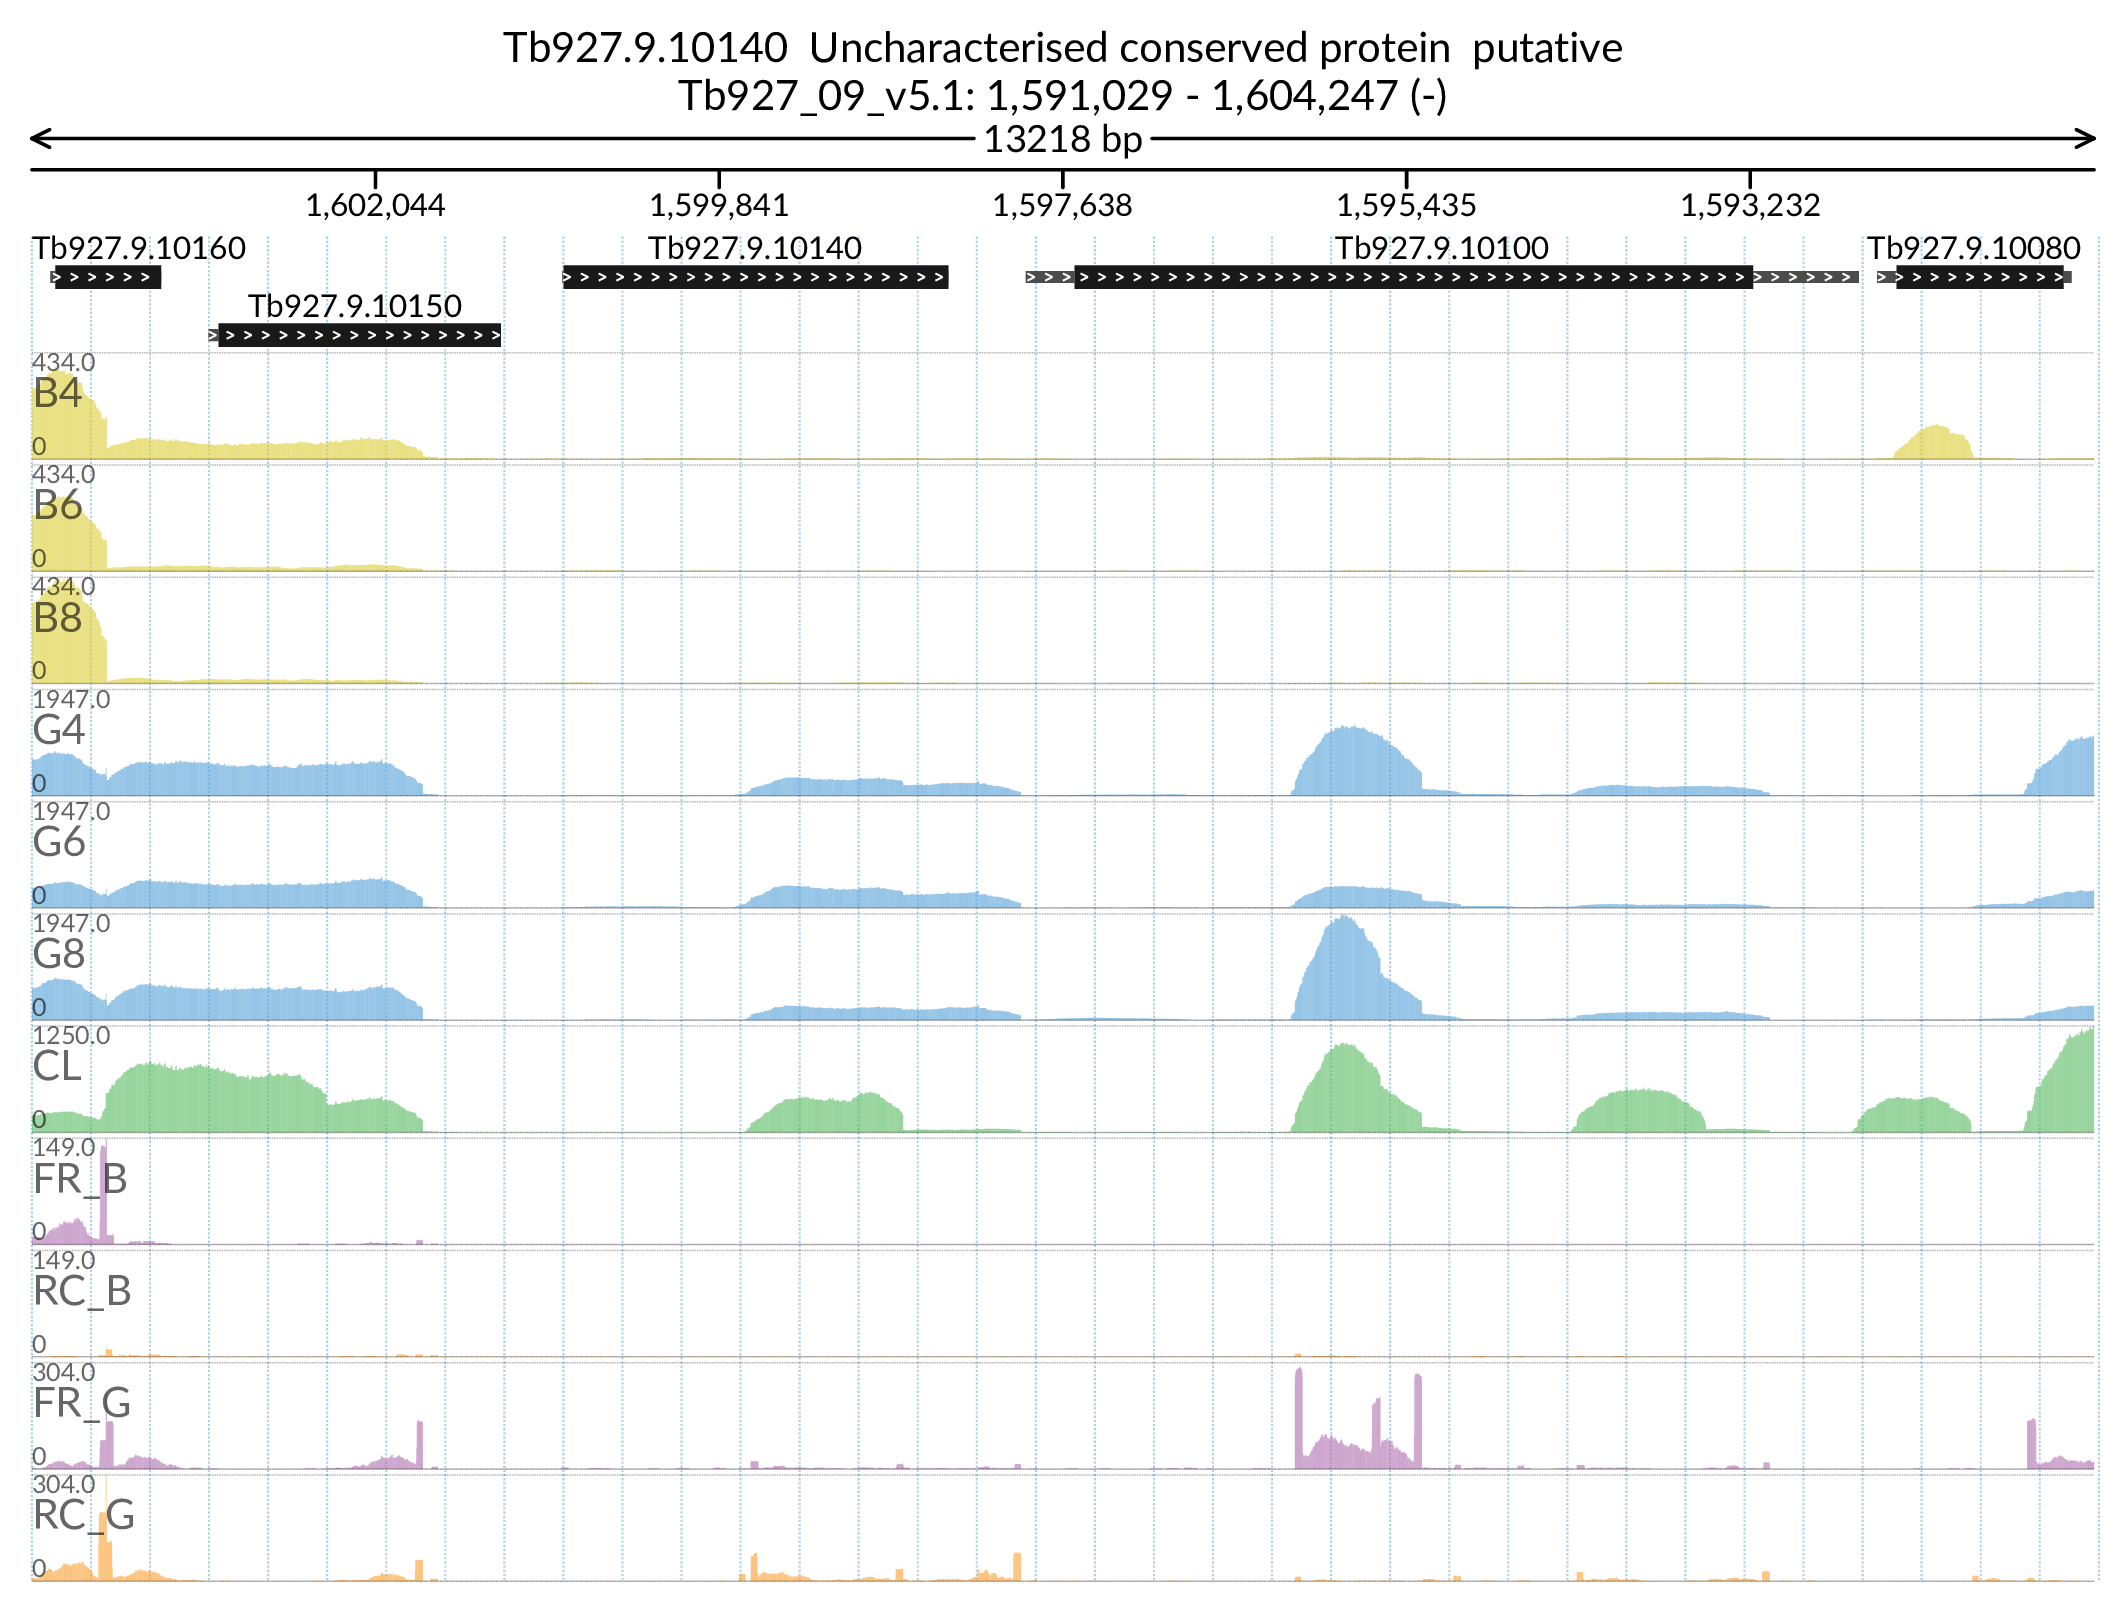 Tb927.9.10140  Uncharacterised conserved protein  putative
Tb927_09_v5.1: 1,591,029 - 1,604,247 (-)
13218 bp
1,602,044 1,599,841 1,597,638 1,595,435 1,593,232
Tb927.9.10160 Tb927.9.10140 Tb927.9.10100 Tb927.9.10080
Tb927.9.10150
434.0
B4
0
434.0
B6
0
434.0
B8
0
1947.0
G4
0
1947.0
G6
0
1947.0
G8
0
1250.0
CL
0
149.0
FR_B
0
149.0
RC_B
0
304.0
FR_G
0
304.0
RC_G
0